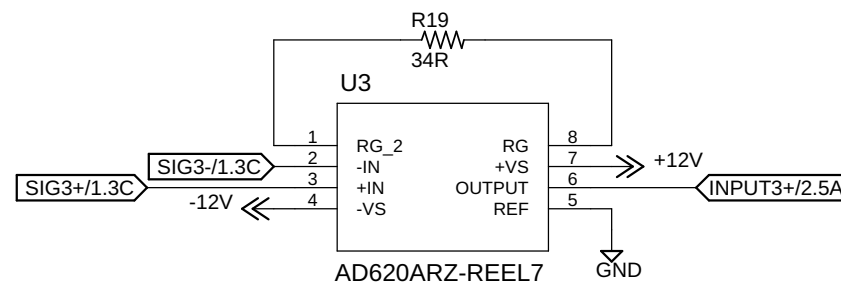 R19
34R
U3
1 RG_2 RG 8
SIG3-/1.3C 2 -IN +VS 7 +12V
SIG3+/1.3C 3 +IN OUTPUT 6 INPUT3+/2.5A
-12V 4 -VS REF 5
GND
AD620ARZ-REEL7